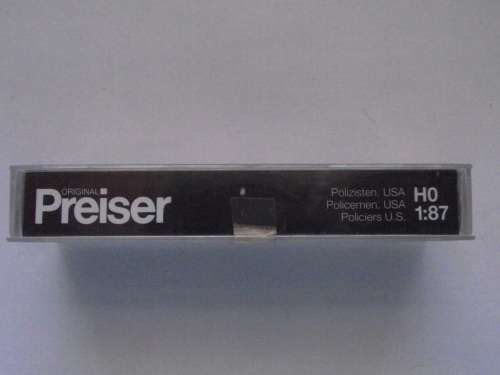 ORIGINAL
Preiser
Polizisten. USA
Policemen. USA
Policiers U.S.
H0
1:87